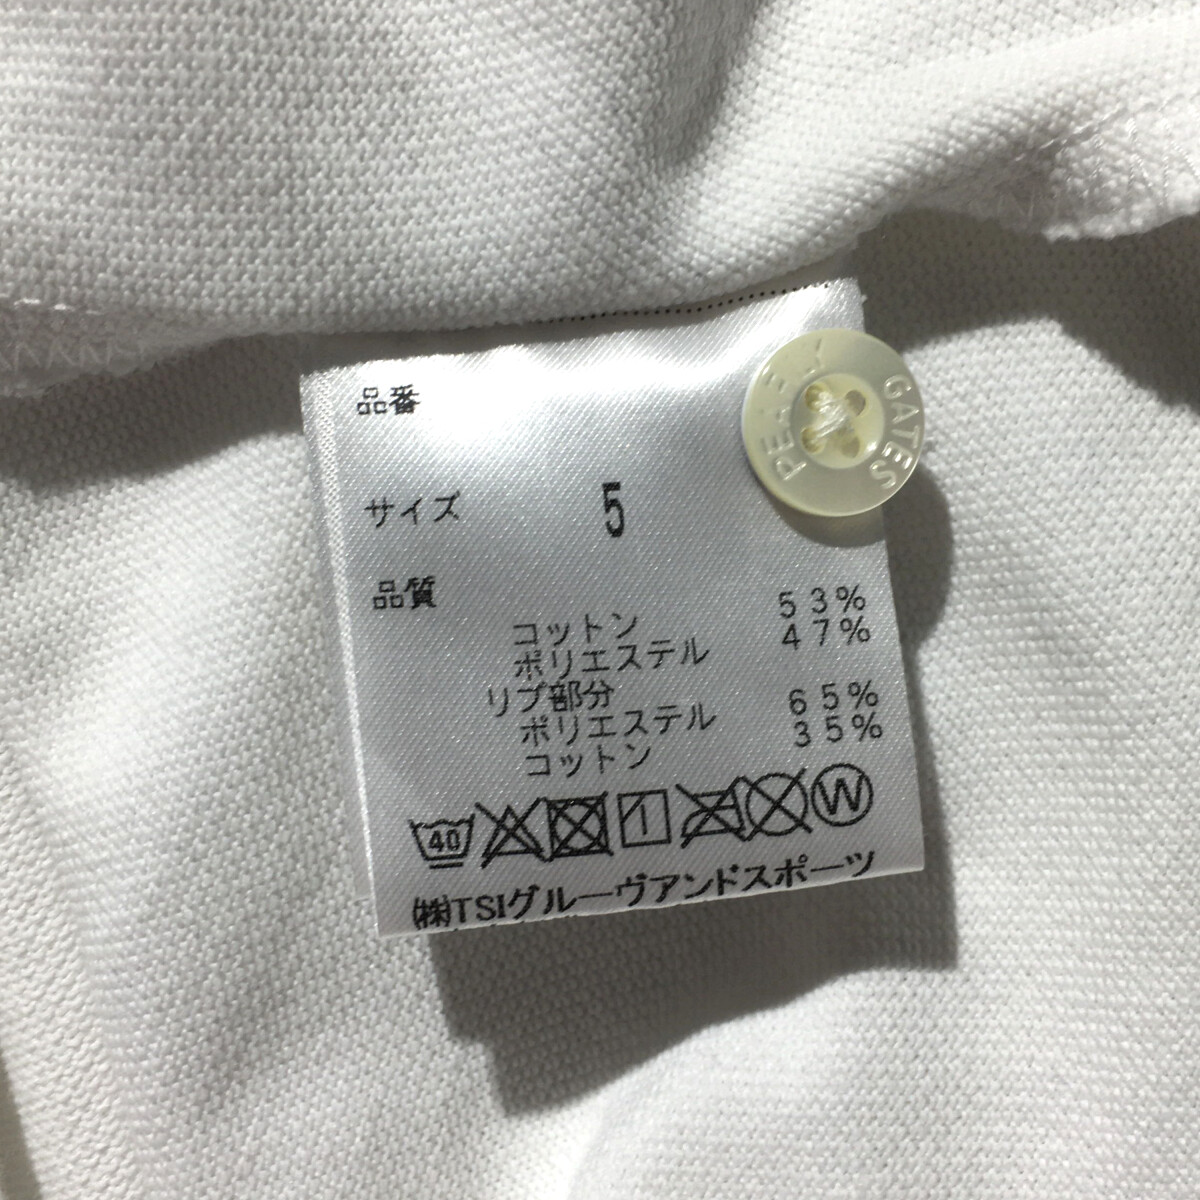 品番
PEARLY GATES
サイズ 5
品質
コットン 53%
ポリエステル 47%
リブ部分
ポリエステル 65%
コットン 35%
40 W
㈱TSIグルーヴアンドスポーツ